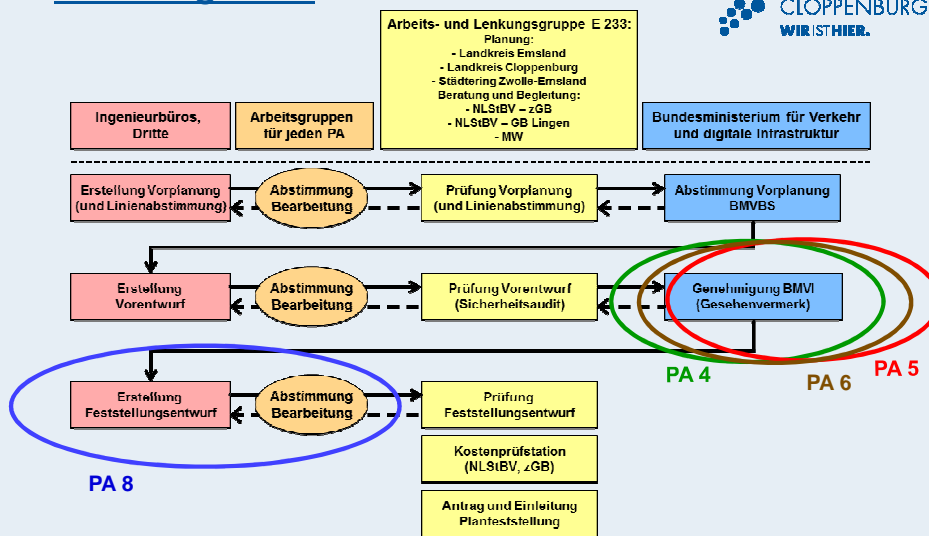 CLOPPENBURG
WIR IST HIER.
Arbeits- und Lenkungsgruppe E 233:
Planung:
- Landkreis Emsland
- Landkreis Cloppenburg
- Städtering Zwolle-Emsland
Beratung und Begleitung:
- NLStBV – zGB
- NLStBV – GB Lingen
- MW
Ingenieurbüros,
Dritte
Arbeitsgruppen
für jeden PA
Bundesministerium für Verkehr
und digitale Infrastruktur
Erstellung Vorplanung
(und Linienabstimmung)
Abstimmung
Bearbeitung
Prüfung Vorplanung
(und Linienabstimmung)
Abstimmung Vorplanung
BMVBS
Erstellung
Vorentwurf
Abstimmung
Bearbeitung
Prüfung Vorentwurf
(Sicherheitsaudit)
Genehmigung BMVI
(Gesehenvermerk)
PA 4
PA 6
PA 5
Erstellung
Feststellungsentwurf
Abstimmung
Bearbeitung
Prüfung
Feststellungsentwurf
PA 8
Kostenprüfstation
(NLStBV, zGB)
Antrag und Einleitung
Planfeststellung